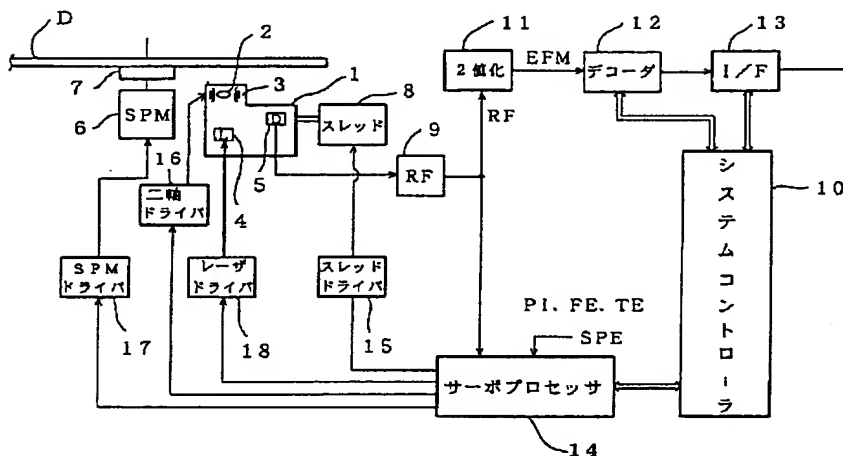 D
7
6
SPM
2
3
1
8
スレッド
5
D
L
4
16
二軸
ドライバ
9
RF
11
2値化
EFM
RF
12
デコーダ
13
I/F
10
システムコントローラ
SPM
ドライバ
17
レーザ
ドライバ
18
スレッド
ドライバ
15
PI. FE. TE
SPE
サーボプロセッサ
14